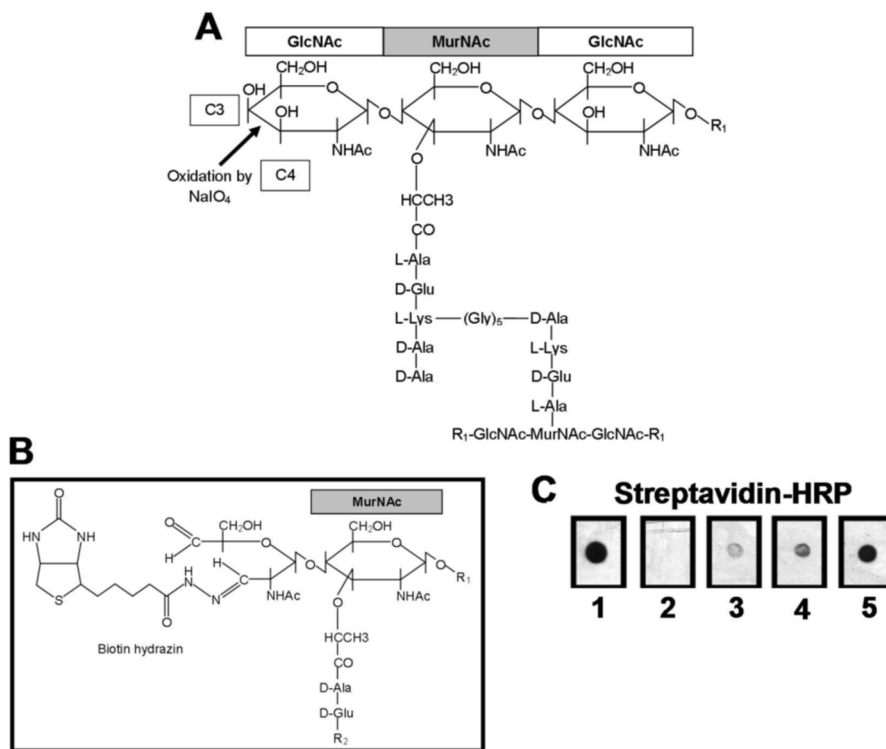 A
GlcNAc MurNAc GlcNAc
CH₂OH CH₂OH CH₂OH
OH O O O
C3 OH O O OH O
R₁
NHAc NHAc NHAc
Oxidation by
NaIO₄
C4
O
HCCH3
CO
L-Ala
D-Glu
L-Lys (Gly)₅ D-Ala
D-Ala L-Lys
D-Ala D-Glu
L-Ala
R₁-GlcNAc-MurNAc-GlcNAc-R₁
B
MurNAc
O
HN NH
O C CH₂OH O CH₂OH O
H H O O
R₁
C
NHAc NHAc
H
N
N
S
O
O
Biotin hydrazin
HCCH3
CO
D-Ala
D-Glu
R₂
C
Streptavidin-HRP
1 2 3 4 5